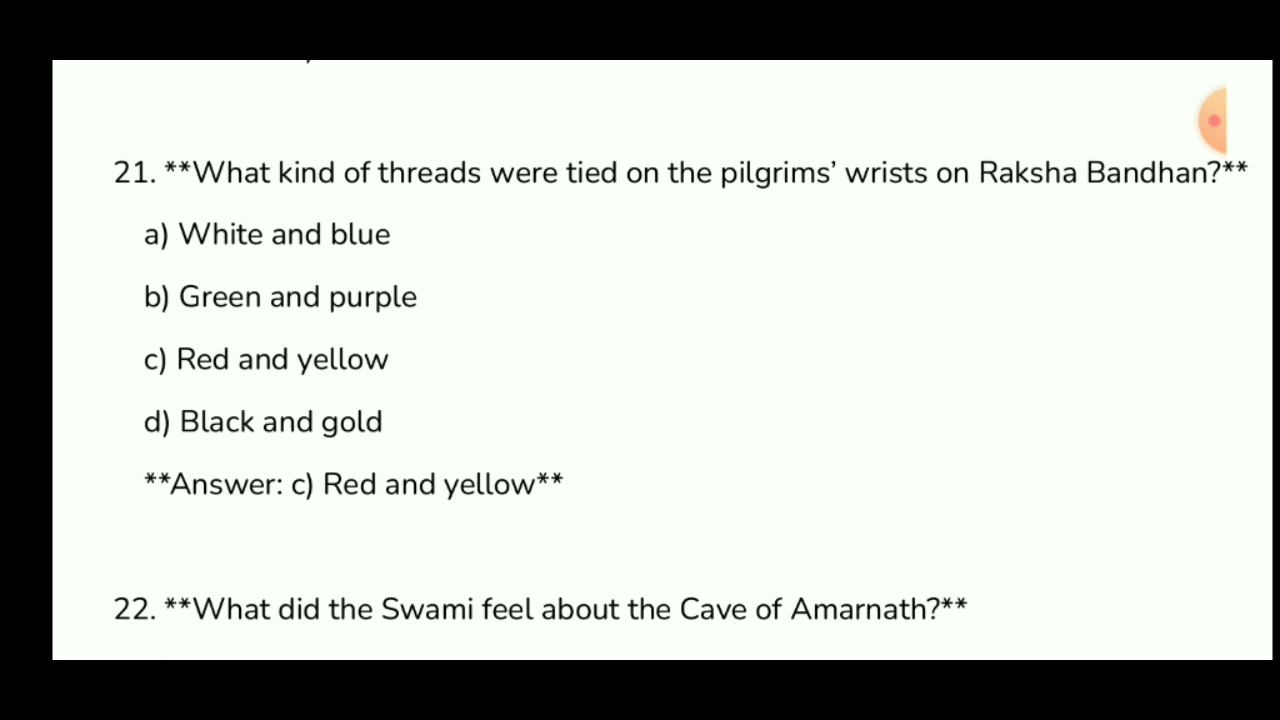 21. **What kind of threads were tied on the pilgrims’ wrists on Raksha Bandhan?**
a) White and blue
b) Green and purple
c) Red and yellow
d) Black and gold
**Answer: c) Red and yellow**
22. **What did the Swami feel about the Cave of Amarnath?**